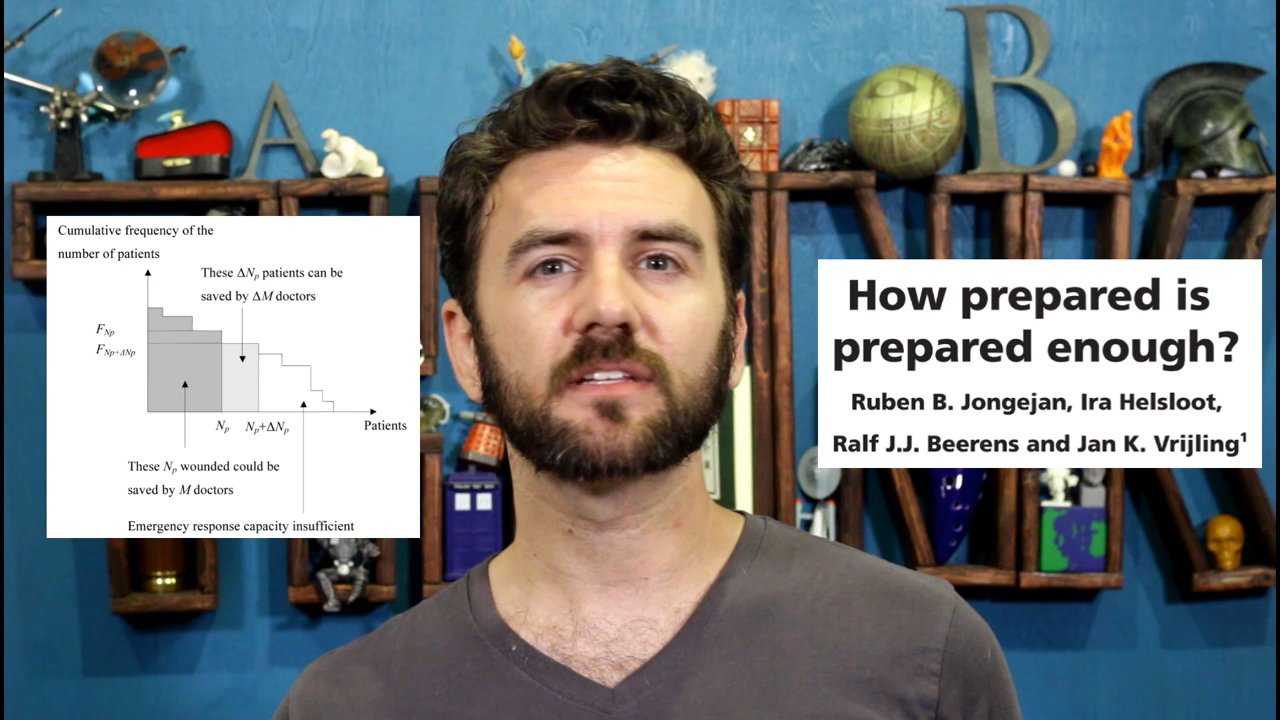 Cumulative frequency of the
number of patients
These ΔNp patients can be
saved by ΔM doctors
FNp
FNp+ΔNp
Np
Np+ΔNp
Patients
These Np wounded could be
saved by M doctors
Emergency response capacity insufficient
A
B
How prepared is
prepared enough?
Ruben B. Jongejan, Ira Helsloot,
Ralf J.J. Beerens and Jan K. Vrijling1